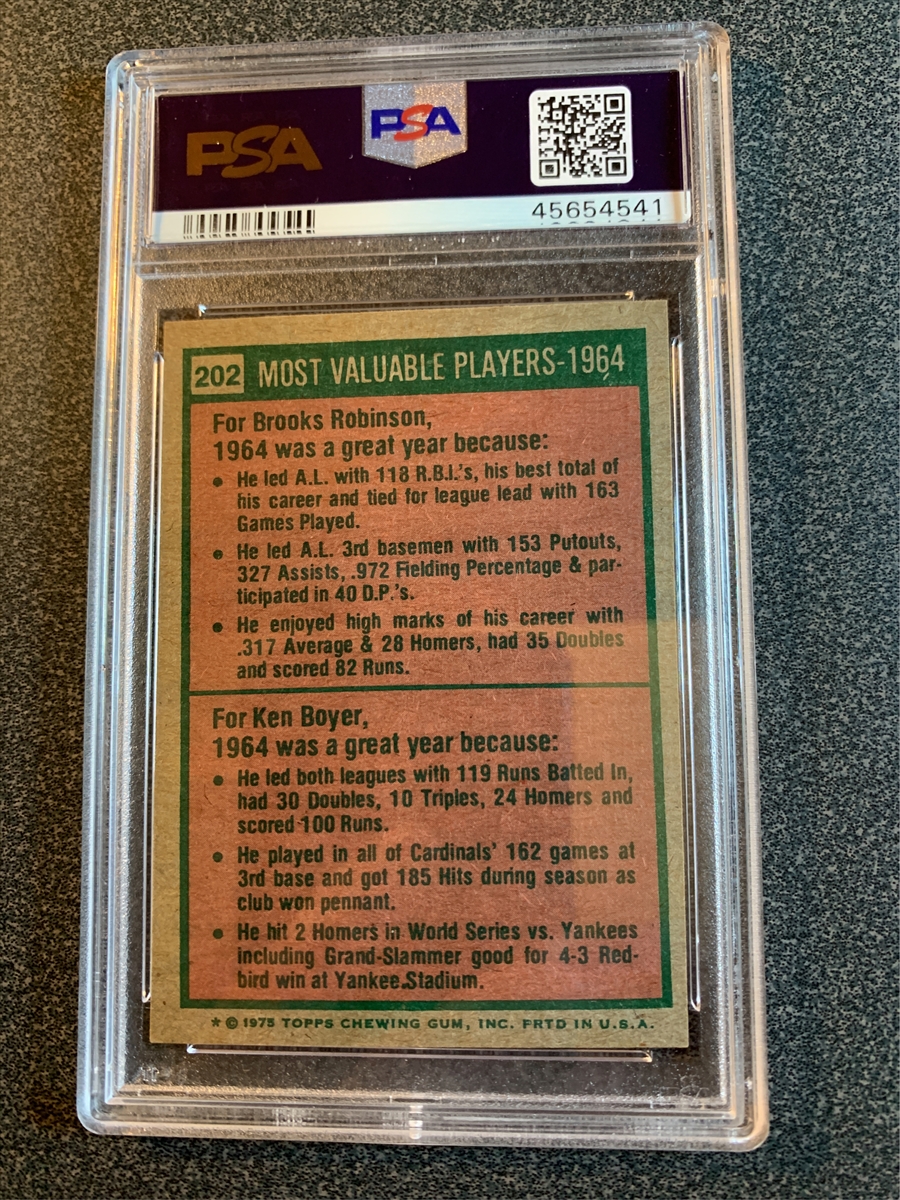 PSA
PSA
45654541
202 MOST VALUABLE PLAYERS-1964
For Brooks Robinson,
1964 was a great year because:
• He led A.L. with 118 R.B.I.'s, his best total of
his career and tied for league lead with 163
Games Played.
• He led A.L. 3rd basemen with 153 Putouts,
327 Assists, .972 Fielding Percentage & par-
ticipated in 40 D.P.'s.
• He enjoyed high marks of his career with
.317 Average & 28 Homers, had 35 Doubles
and scored 82 Runs.
For Ken Boyer,
1964 was a great year because:
• He led both leagues with 119 Runs Batted In,
had 30 Doubles, 10 Triples, 24 Homers and
scored 100 Runs.
• He played in all of Cardinals' 162 games at
3rd base and got 185 Hits during season as
club won pennant.
• He hit 2 Homers in World Series vs. Yankees
including Grand-Slammer good for 4-3 Red-
bird win at Yankee Stadium.
* © 1975 TOPPS CHEWING GUM, INC. PRTD IN U.S.A.